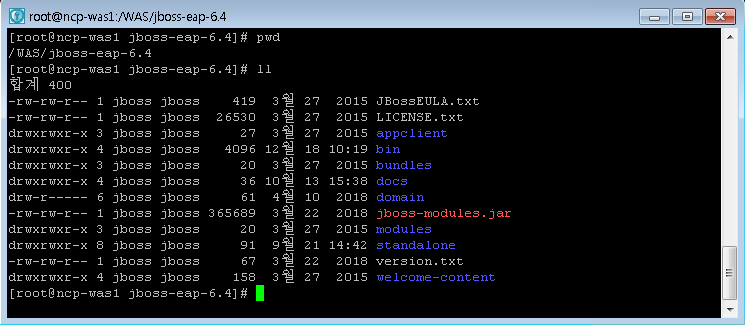 root@ncp-was1:/WAS/jboss-eap-6.4
[root@ncp-was1 jboss-eap-6.4]# pwd
/WAS/jboss-eap-6.4
[root@ncp-was1 jboss-eap-6.4]# ll
합계 400
-rw-rw-r-- 1 jboss jboss    419  3월 27  2015 JBossEULA.txt
-rw-rw-r-- 1 jboss jboss  26530  3월 27  2015 LICENSE.txt
drwxrwxr-x 3 jboss jboss     27  3월 27  2015 appclient
drwxrwxr-x 4 jboss jboss   4096 12월 18 10:19 bin
drwxrwxr-x 3 jboss jboss     20  3월 27  2015 bundles
drwxrwxr-x 4 jboss jboss     36 10월 13 15:38 docs
drw-r----- 6 jboss jboss     61  4월 10  2018 domain
-rw-rw-r-- 1 jboss jboss 365689  3월 22  2018 jboss-modules.jar
drwxrwxr-x 3 jboss jboss     20  3월 27  2015 modules
drwxrwxr-x 8 jboss jboss     91  9월 21 14:42 standalone
-rw-rw-r-- 1 jboss jboss     67  3월 22  2018 version.txt
drwxrwxr-x 4 jboss jboss    158  3월 27  2015 welcome-content
[root@ncp-was1 jboss-eap-6.4]#